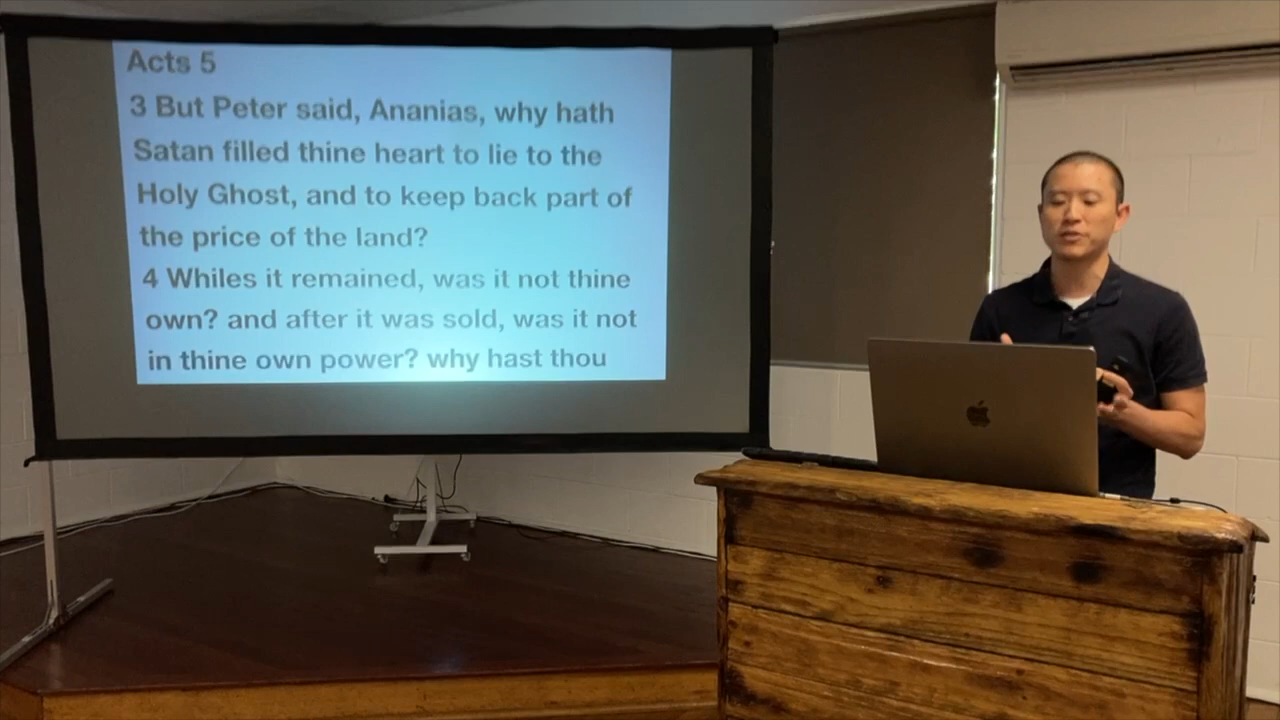 Acts 5
3 But Peter said, Ananias, why hath
Satan filled thine heart to lie to the
Holy Ghost, and to keep back part of
the price of the land?
4 Whiles it remained, was it not thine
own? and after it was sold, was it not
in thine own power? why hast thou